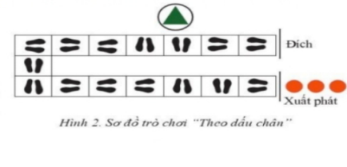 Đích
Xuất phát
Hình 2. Sơ đồ trò chơi “Theo dấu chân”